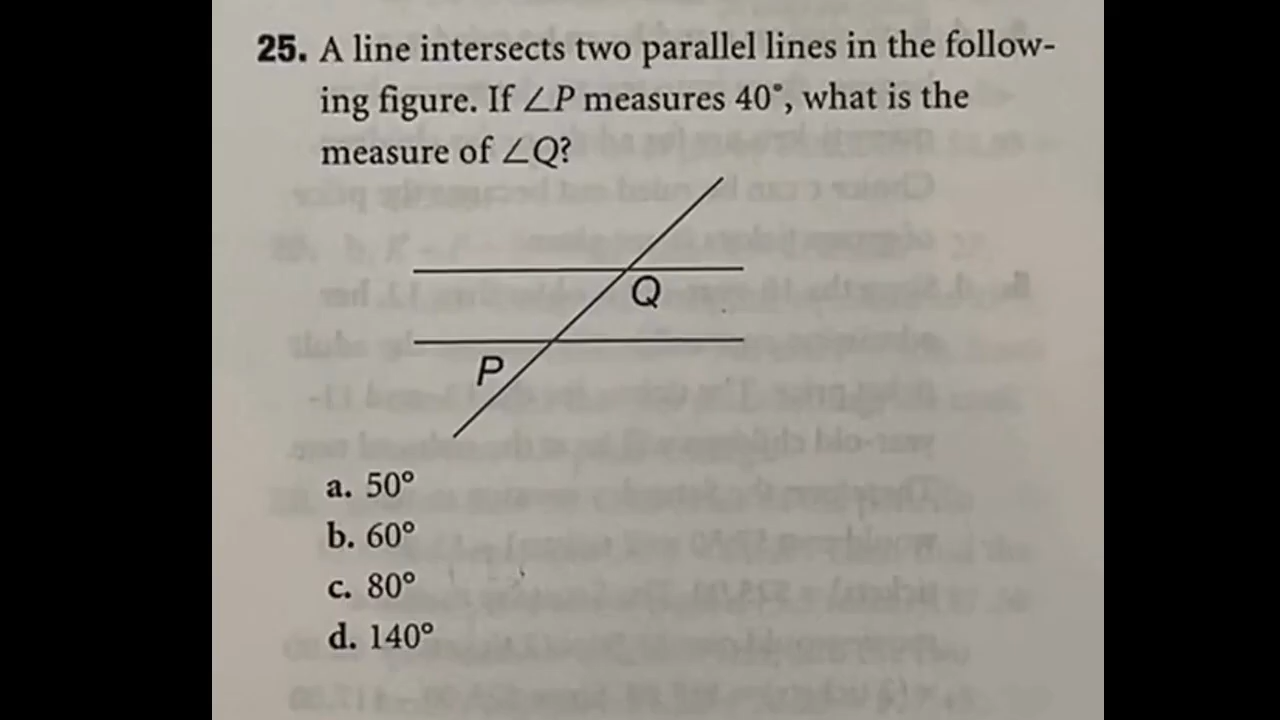 25. A line intersects two parallel lines in the follow-
ing figure. If ∠P measures 40°, what is the
measure of ∠Q?
Q
P
a. 50°
b. 60°
c. 80°
d. 140°